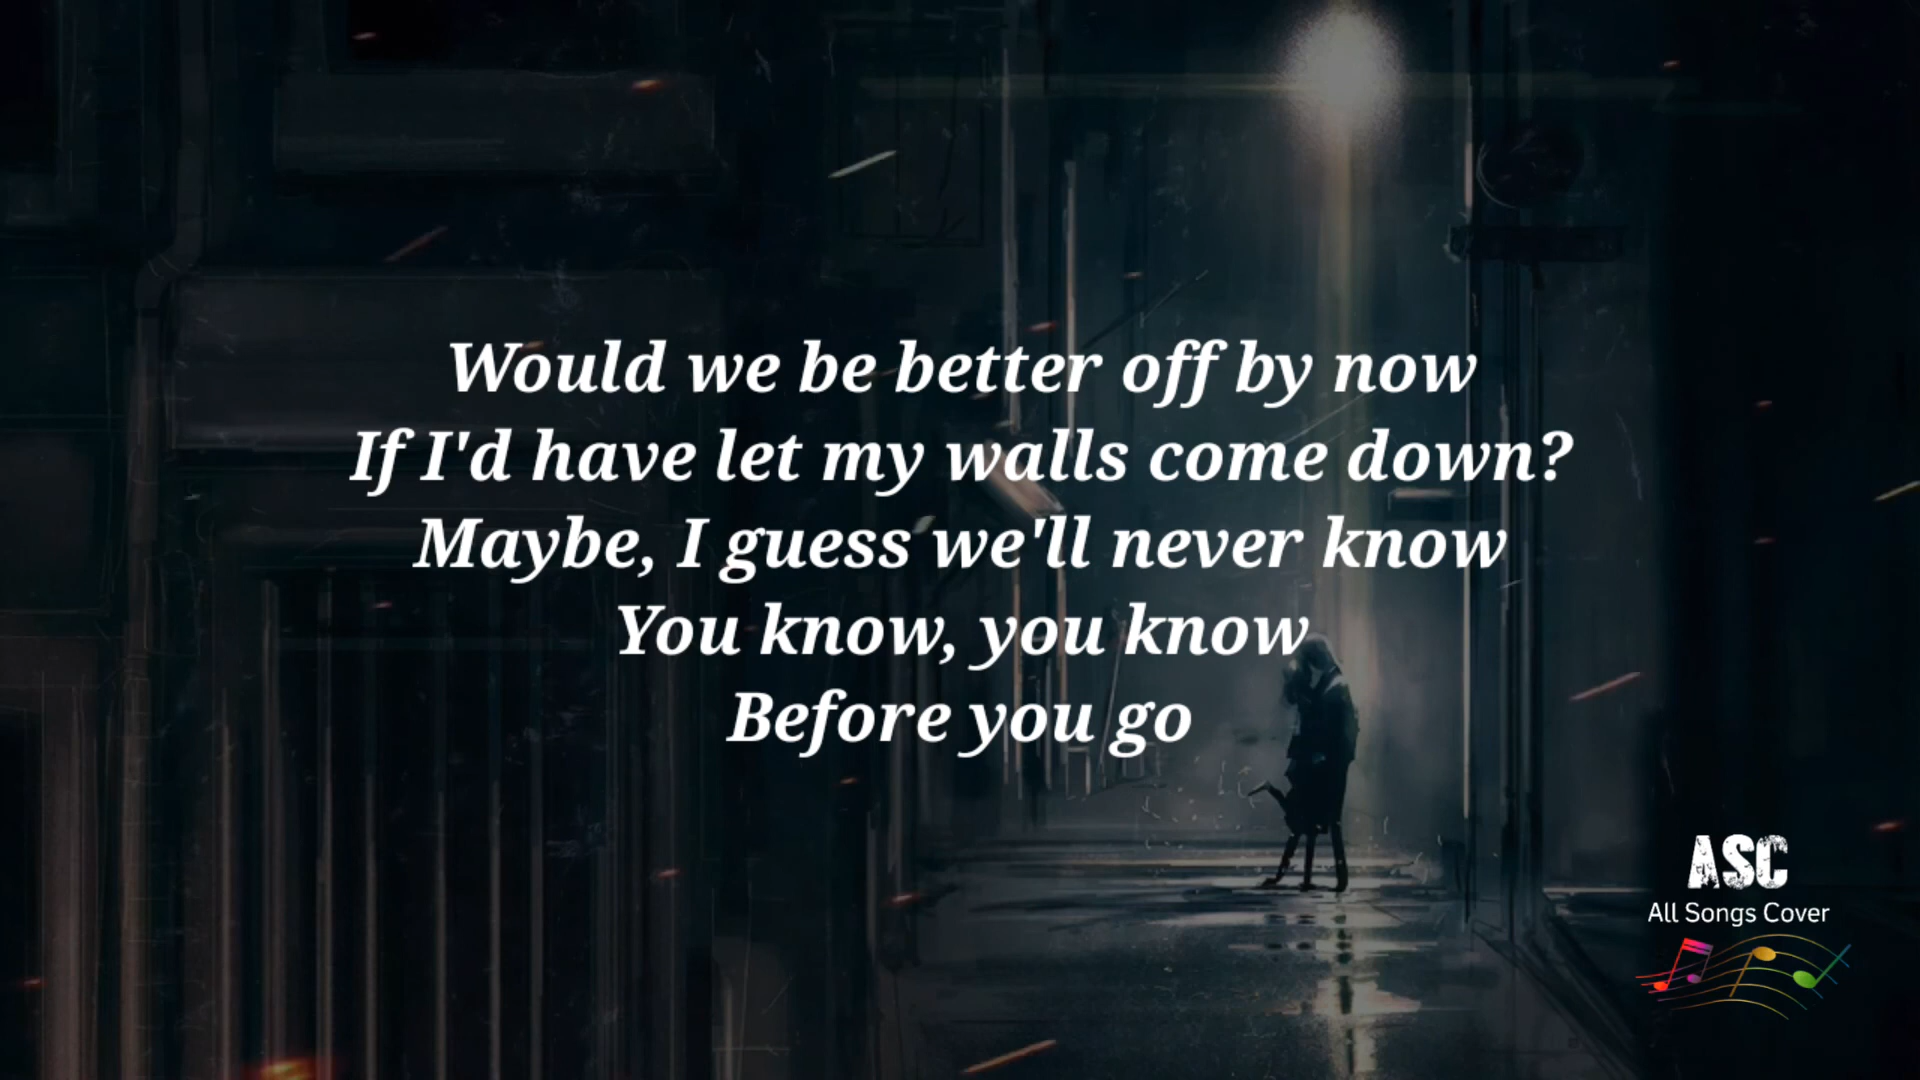 Would we be better off by now
If I'd have let my walls come down?
Maybe, I guess we'll never know
You know, you know
Before you go
ASC
All Songs Cover